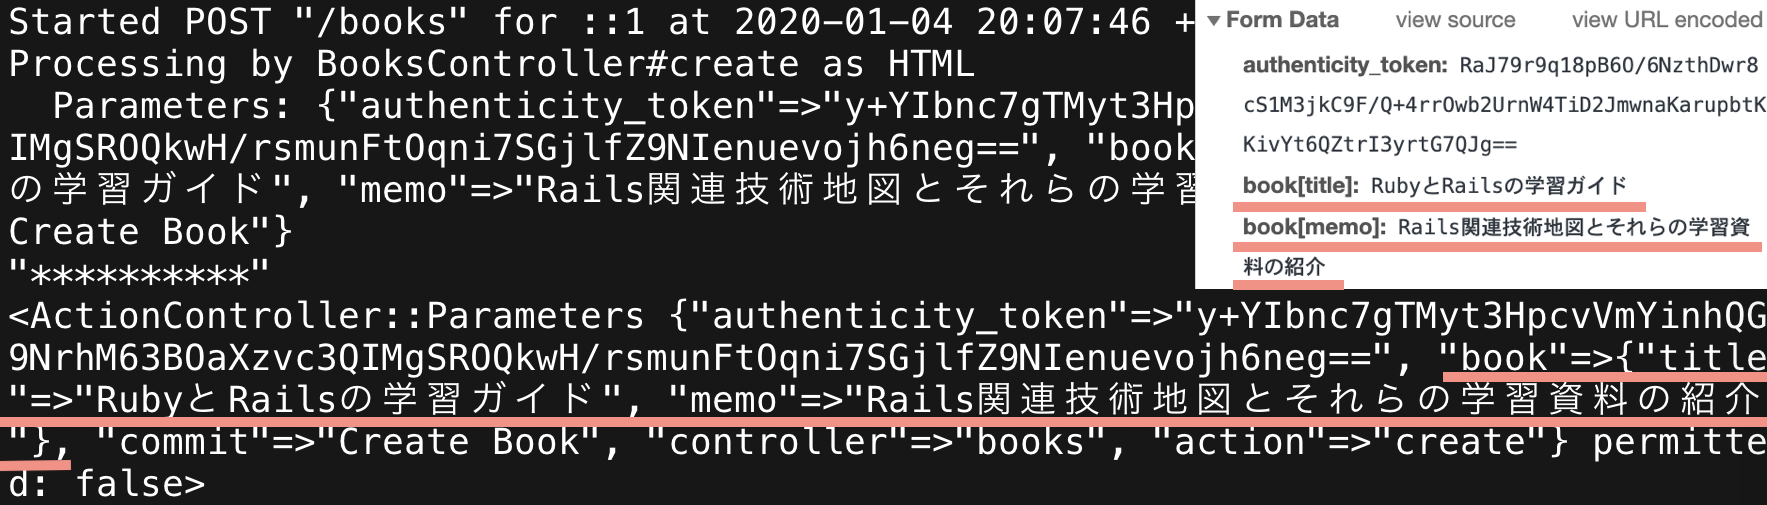 Started POST "/books" for ::1 at 2020-01-04 20:07:46 +
Processing by BooksController#create as HTML
Parameters: {"authenticity_token"=>"y+YIbnc7gTMyt3Hp
IMgSROQkwH/rsmunFtOqni7SGjlfZ9NIenuevojh6neg==", "book
の学習ガイド", "memo"=>"Rails関連技術地図とそれらの学習
Create Book"}
"**********"
<ActionController::Parameters {"authenticity_token"=>"y+YIbnc7gTMyt3HpcvVmYinhQG
9NrhM63BOaXzvc3QIMgSROQkwH/rsmunFtOqni7SGjlfZ9NIenuevojh6neg==", "book"=>{"title
"=>"RubyとRailsの学習ガイド", "memo"=>"Rails関連技術地図とそれらの学習資料の紹介
"}, "commit"=>"Create Book", "controller"=>"books", "action"=>"create"} permitte
d: false>
▼ Form Data view source view URL encoded
authenticity_token: RaJ79r9q18pB6O/6NzthDwr8
cS1M3jkC9F/Q+4rrOwb2UrnW4TiD2JmwnaKarupbtK
KivYt6QZtrI3yrtG7QJg==
book[title]: RubyとRailsの学習ガイド
book[memo]: Rails関連技術地図とそれらの学習資
料の紹介